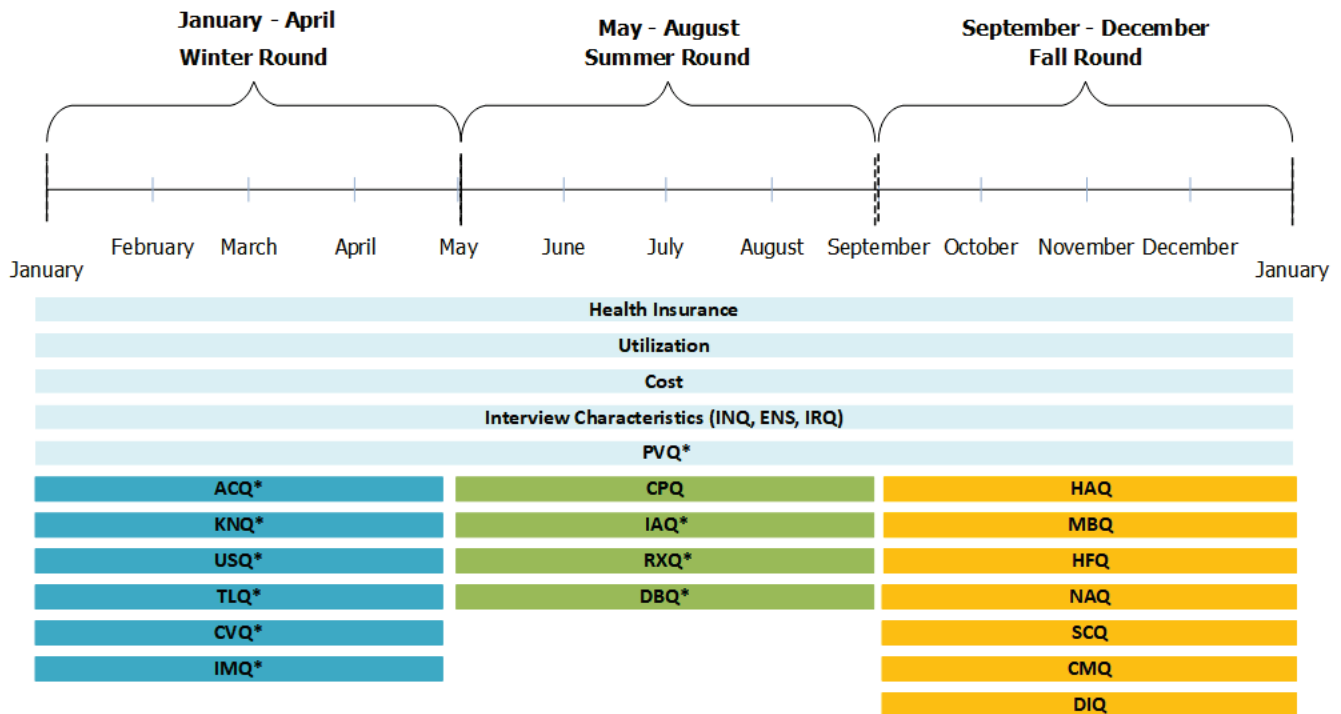 January - April
Winter Round
May - August
Summer Round
September - December
Fall Round
February March April May June July August September October November December
January January
Health Insurance
Utilization
Cost
Interview Characteristics (INQ, ENS, IRQ)
PVQ*
ACQ* CPQ HAQ
KNQ* IAQ* MBQ
USQ* RXQ* HFQ
TLQ* DBQ* NAQ
CVQ* SCQ
IMQ* CMQ
DIQ